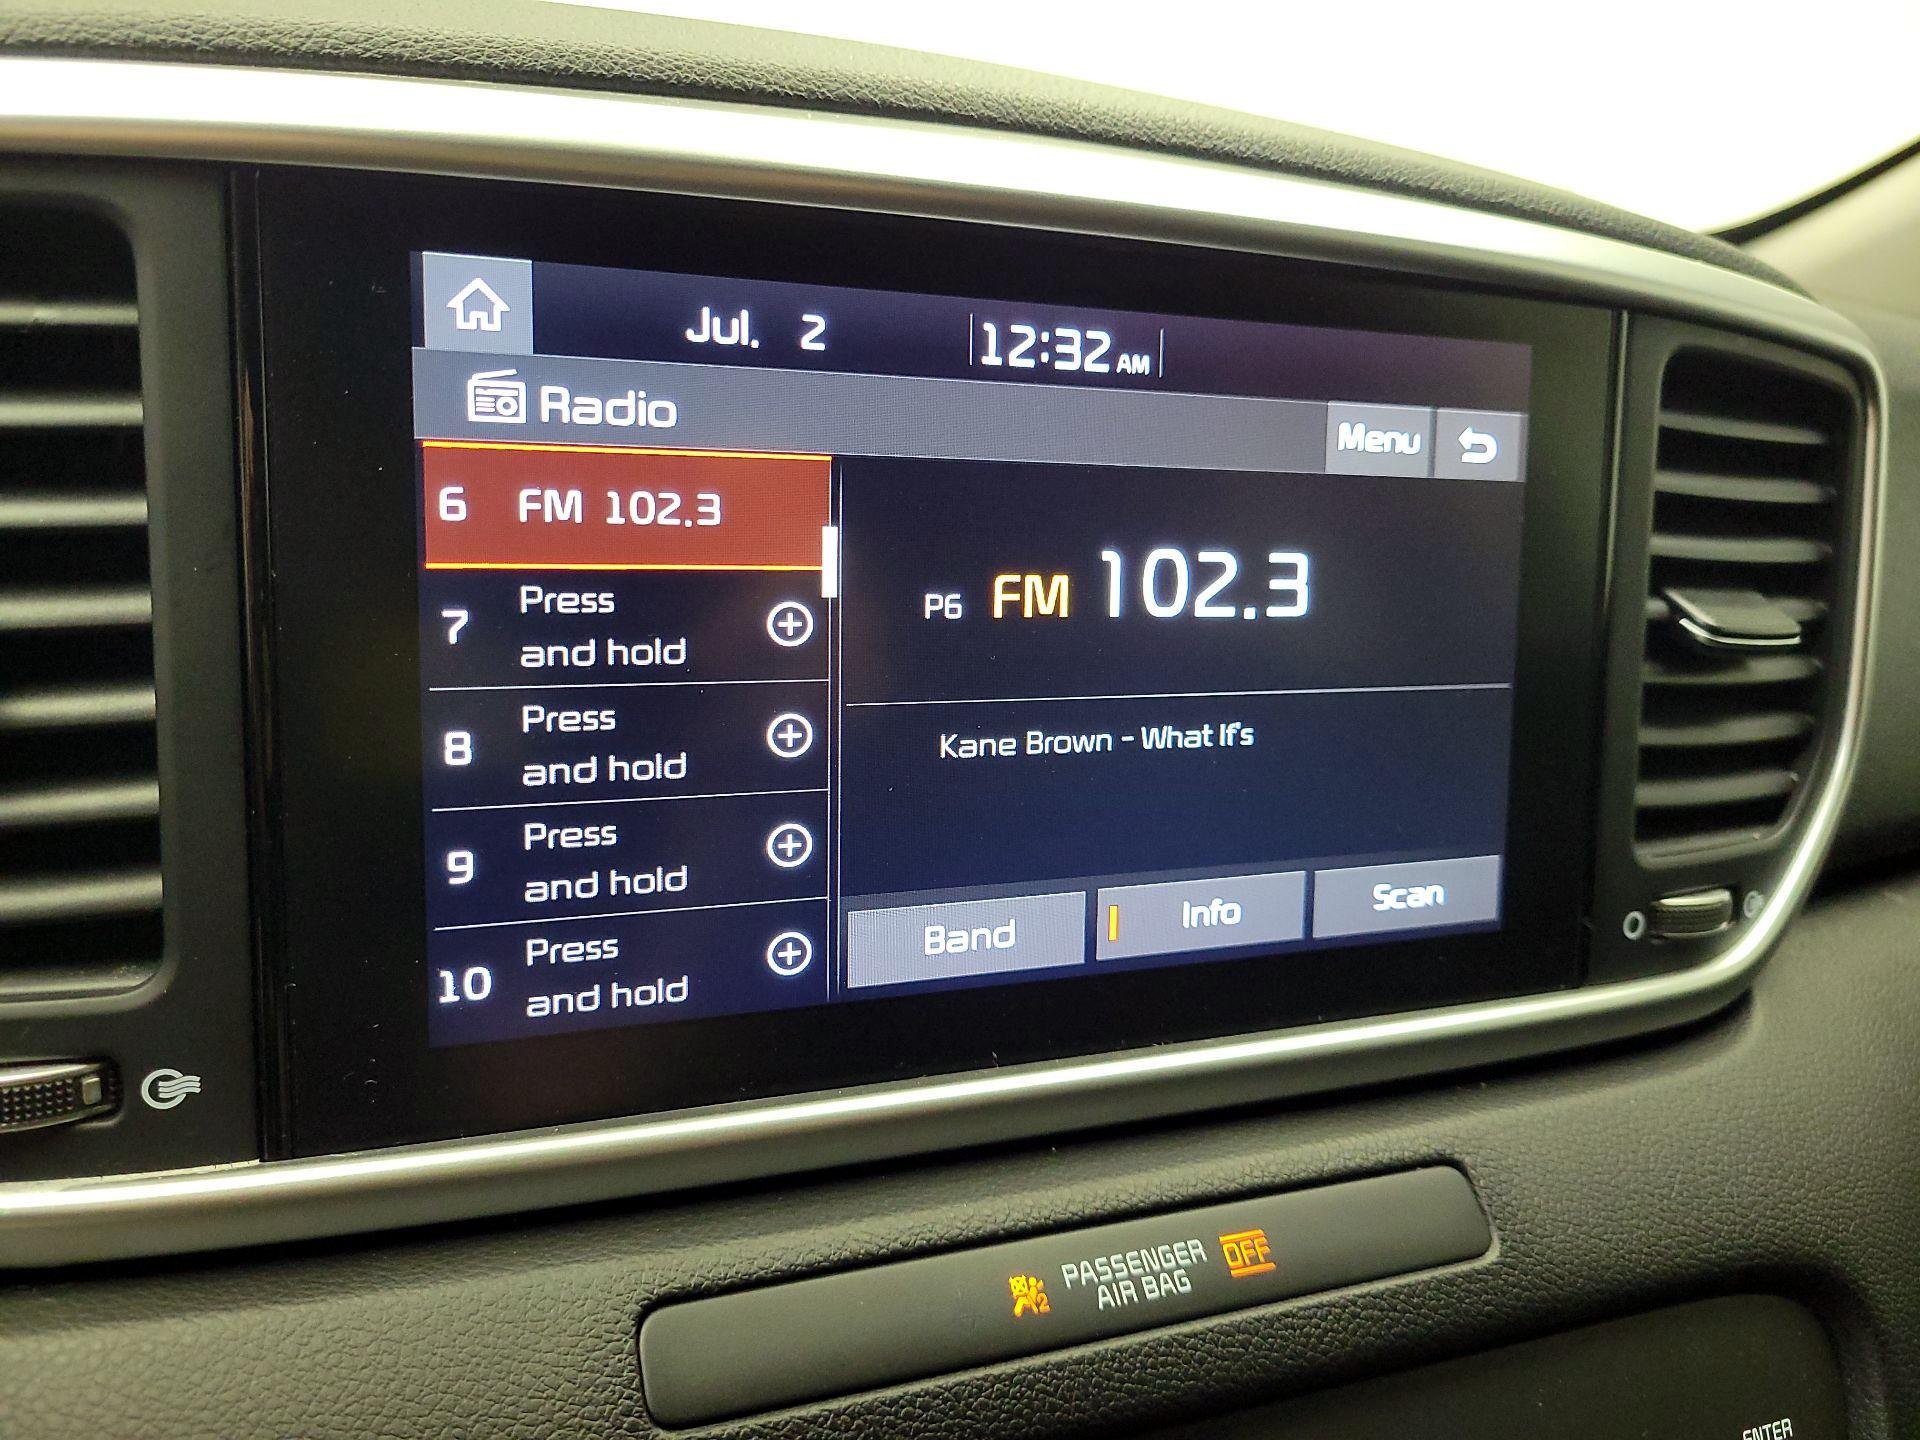 Jul. 2
12:32 AM
Radio
Menu
6 FM 102.3
7 Press
and hold
8 Press
and hold
9 Press
and hold
10 Press
and hold
P6 FM 102.3
Kane Brown - What If's
Band
Info
Scan
2 PASSENGER
AIR BAG
OFF
ENTER